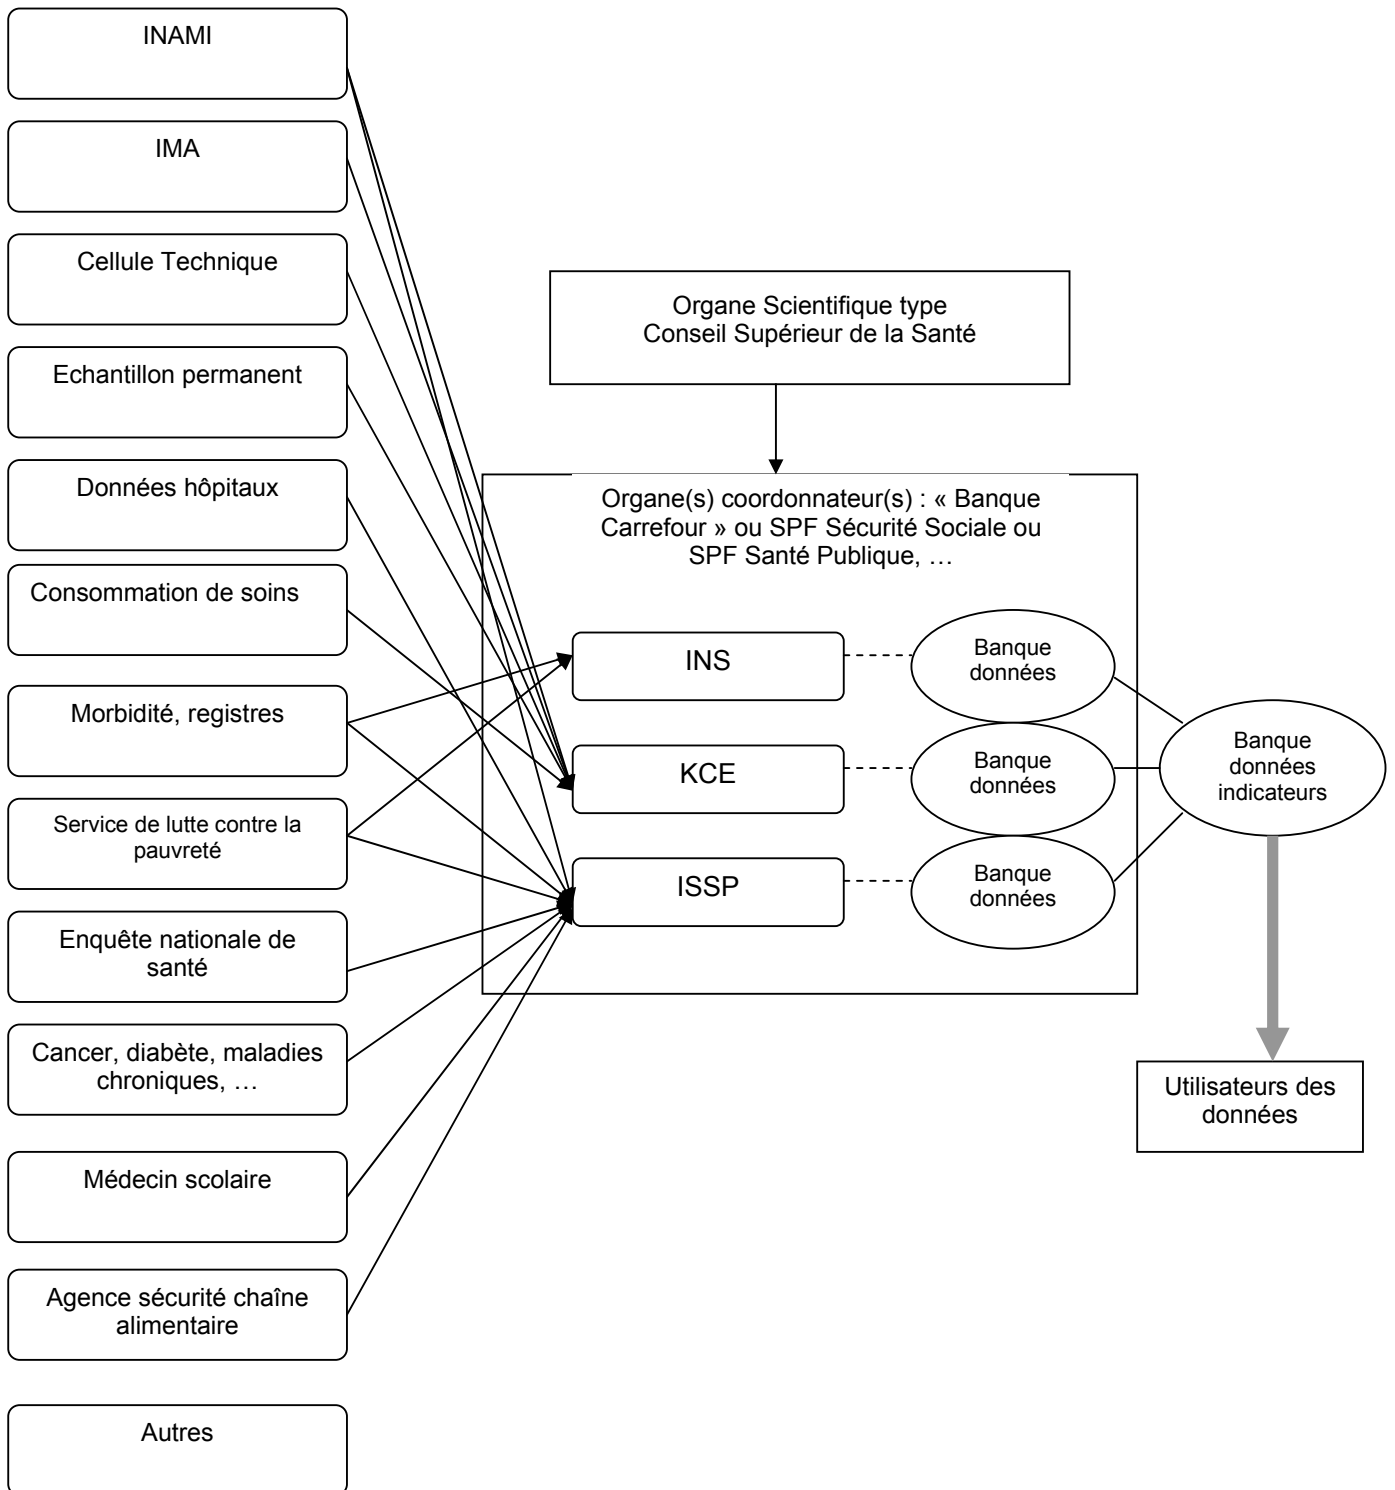 INAMI
IMA
Cellule Technique
Echantillon permanent
Données hôpitaux
Consommation de soins
Morbidité, registres
Service de lutte contre la
pauvreté
Enquête nationale de
santé
Cancer, diabète, maladies
chroniques, …
Médecin scolaire
Agence sécurité chaîne
alimentaire
Autres
Organe Scientifique type
Conseil Supérieur de la Santé
Organe(s) coordonnateur(s) : « Banque
Carrefour » ou SPF Sécurité Sociale ou
SPF Santé Publique, …
INS
KCE
ISSP
Banque
données
Banque
données
Banque
données
Banque
données
indicateurs
Utilisateurs des
données